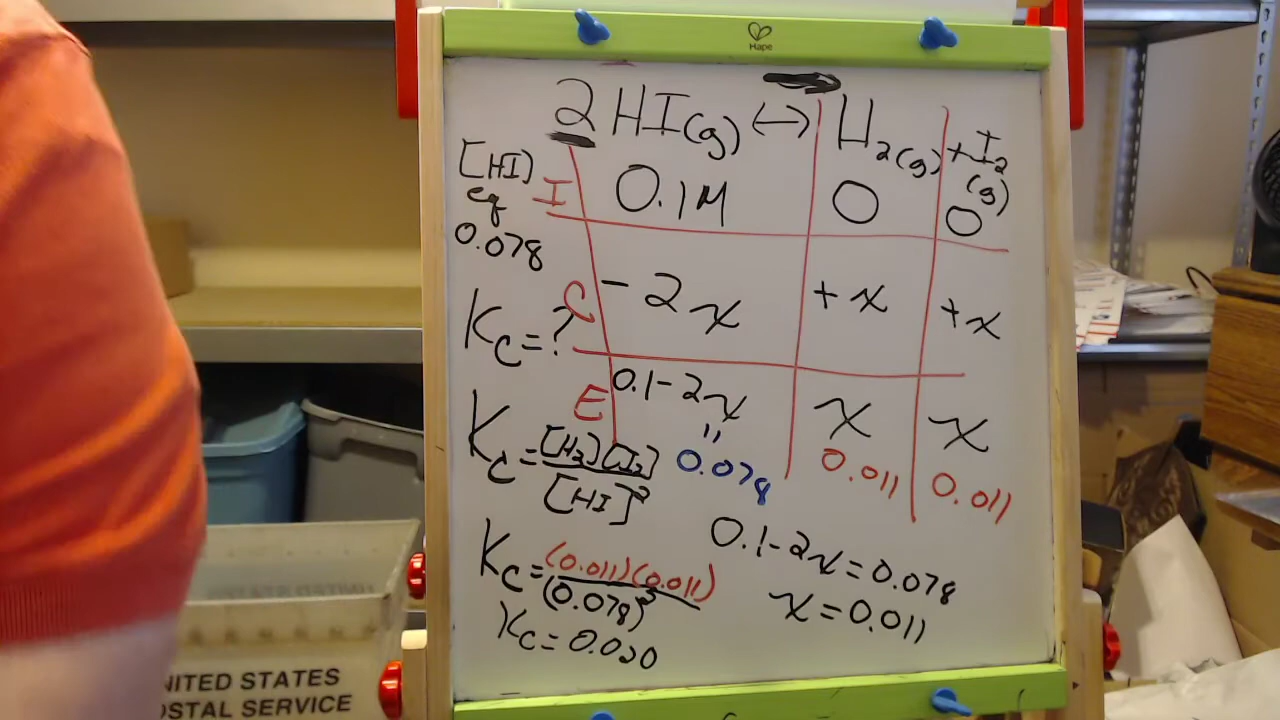 Hape
2 HI(g) ↔ H2(g) + I2(g)
[HI]
eq
0.078
I 0.1M 0 0
C -2x +x +x
Kc=?
E 0.1-2x x x
" 0.078 0.011 0.011
Kc=[H2][I2]
[HI]²
0.1-2x=0.078
Kc=(0.011)(0.011)
(0.078)²
x=0.011
Kc=0.020
UNITED STATES
POSTAL SERVICE